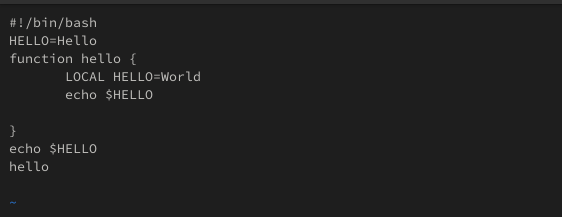 #!/bin/bash
HELLO=Hello
function hello {
       LOCAL HELLO=World
       echo $HELLO

}
echo $HELLO
hello

~